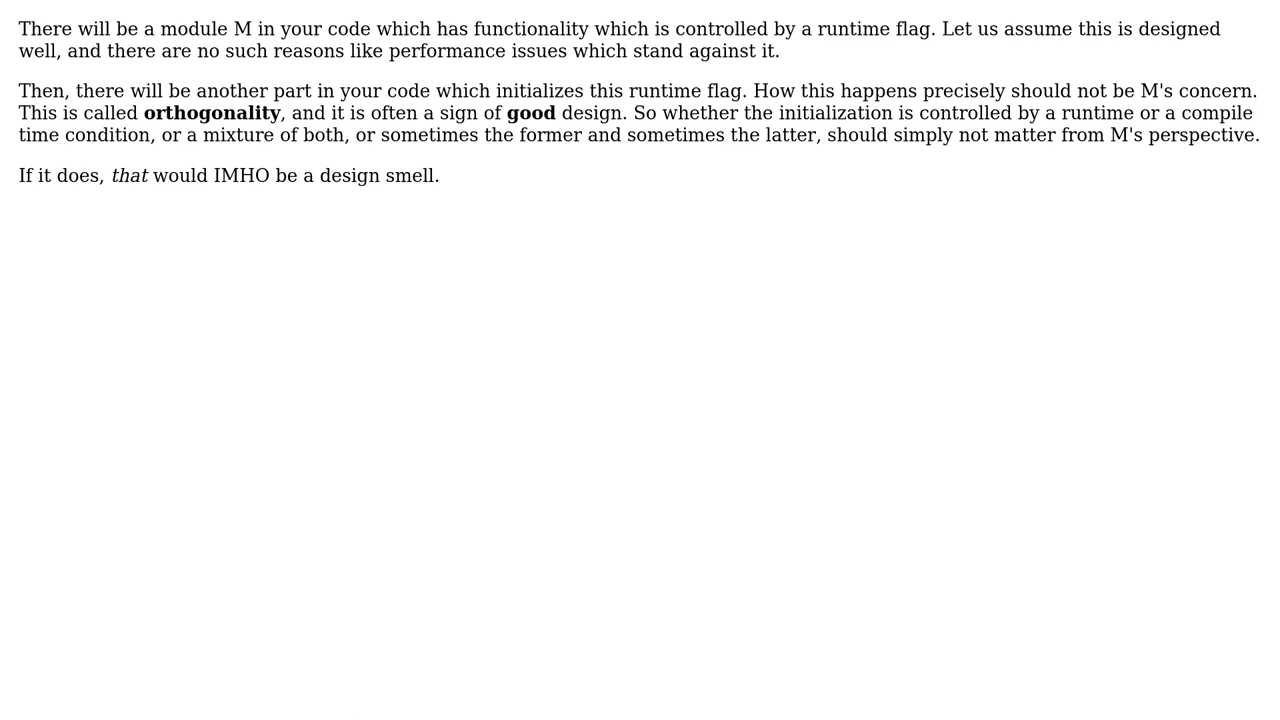 There will be a module M in your code which has functionality which is controlled by a runtime flag. Let us assume this is designed
well, and there are no such reasons like performance issues which stand against it.
Then, there will be another part in your code which initializes this runtime flag. How this happens precisely should not be M's concern.
This is called orthogonality, and it is often a sign of good design. So whether the initialization is controlled by a runtime or a compile
time condition, or a mixture of both, or sometimes the former and sometimes the latter, should simply not matter from M's perspective.
If it does, that would IMHO be a design smell.